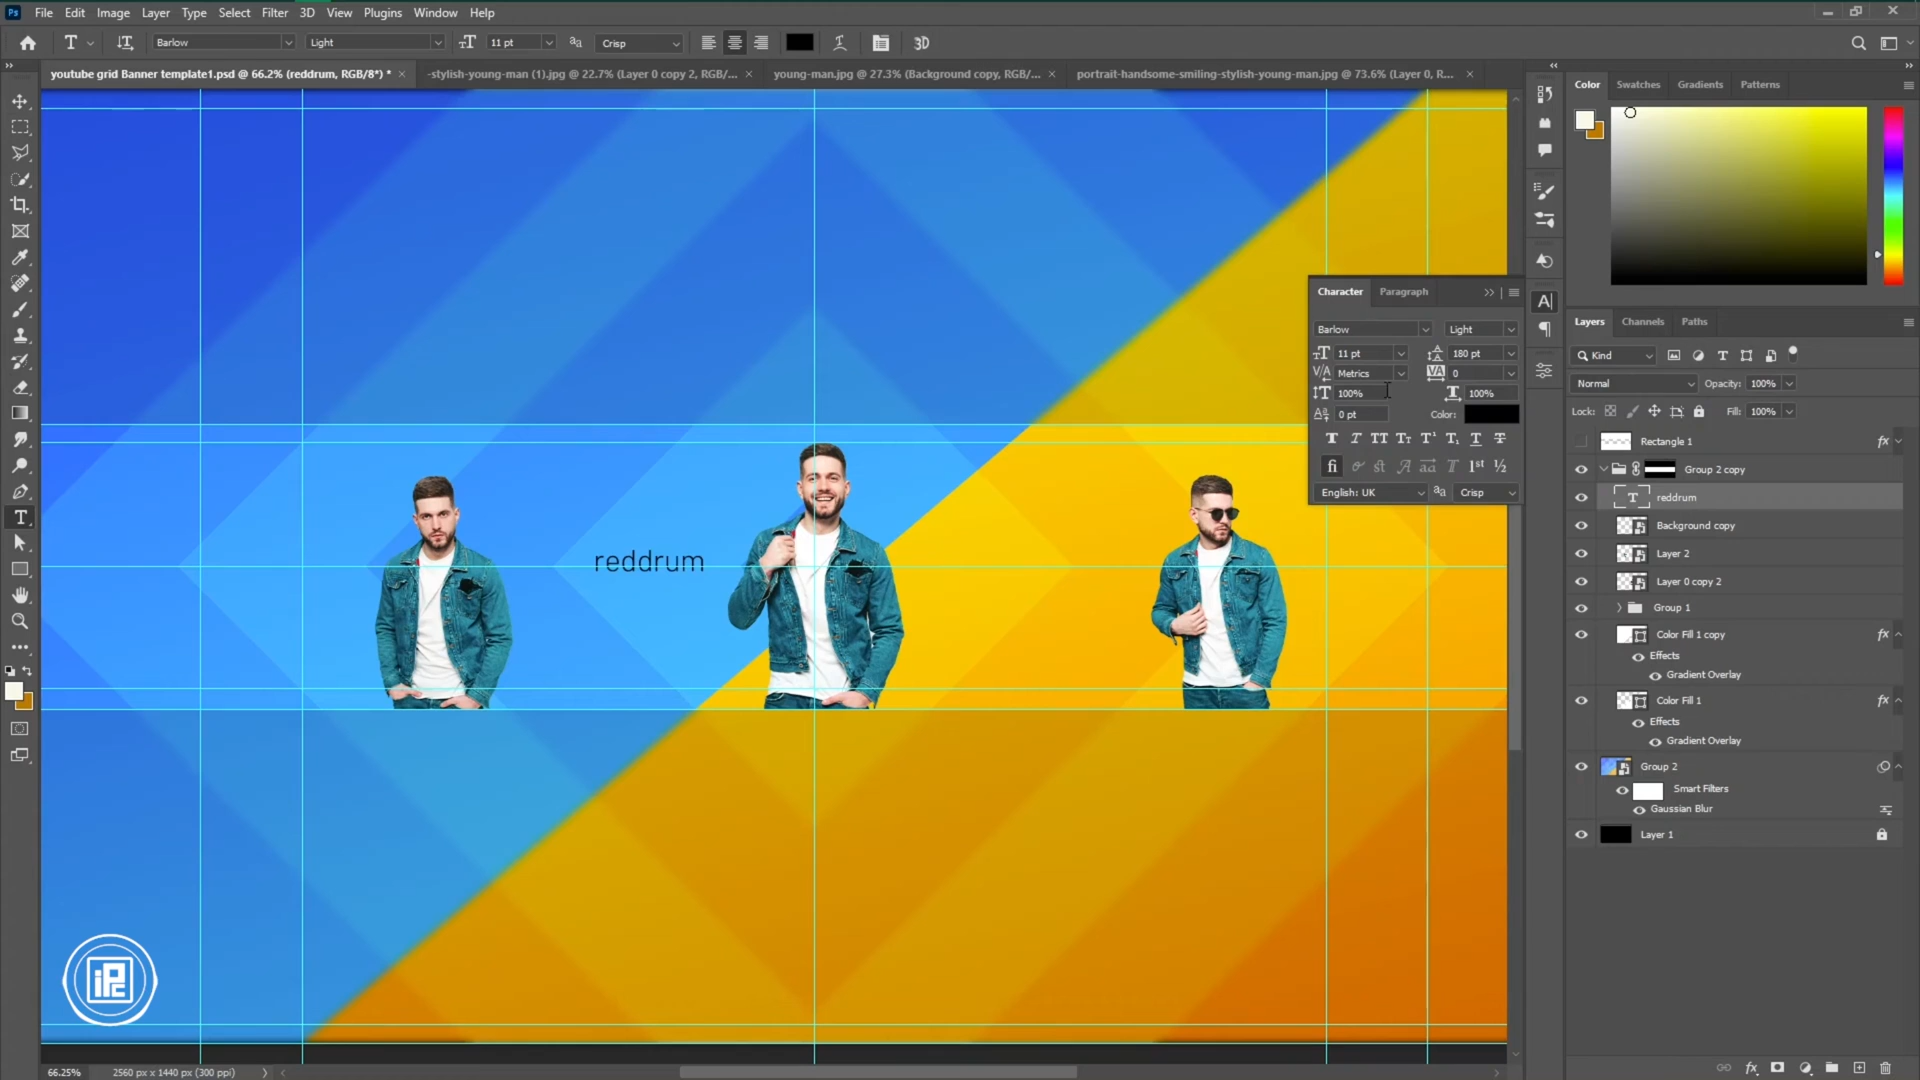 Ps File Edit Image Layer Type Select Filter 3D View Plugins Window Help
Barlow Light 11 pt Crisp 3D
youtube grid Banner template1.psd @ 66.2% (reddrum, RGB/8*) * × -stylish-young-man (1).jpg @ 22.7% (Layer 0 copy 2, RGB/... × young-man.jpg @ 27.3% (Background copy, RGB/... × portrait-handsome-smiling-stylish-young-man.jpg @ 73.6% (Layer 0, R... ×
Color Swatches Gradients Patterns
Character Paragraph
Barlow Light
11 pt 180 pt
Metrics 0
100% 100%
0 pt Color:
English: UK Crisp
Layers Channels Paths
Kind
Normal Opacity: 100%
Lock: Fill: 100%
Rectangle 1 fx
Group 2 copy
reddrum
Background copy
Layer 2
Layer 0 copy 2
Group 1
Color Fill 1 copy fx
Effects
Gradient Overlay
Color Fill 1 fx
Effects
Gradient Overlay
Group 2
Smart Filters
Gaussian Blur
Layer 1
reddrum
iPc
66.25% 2560 px x 1440 px (300 ppi)
fx